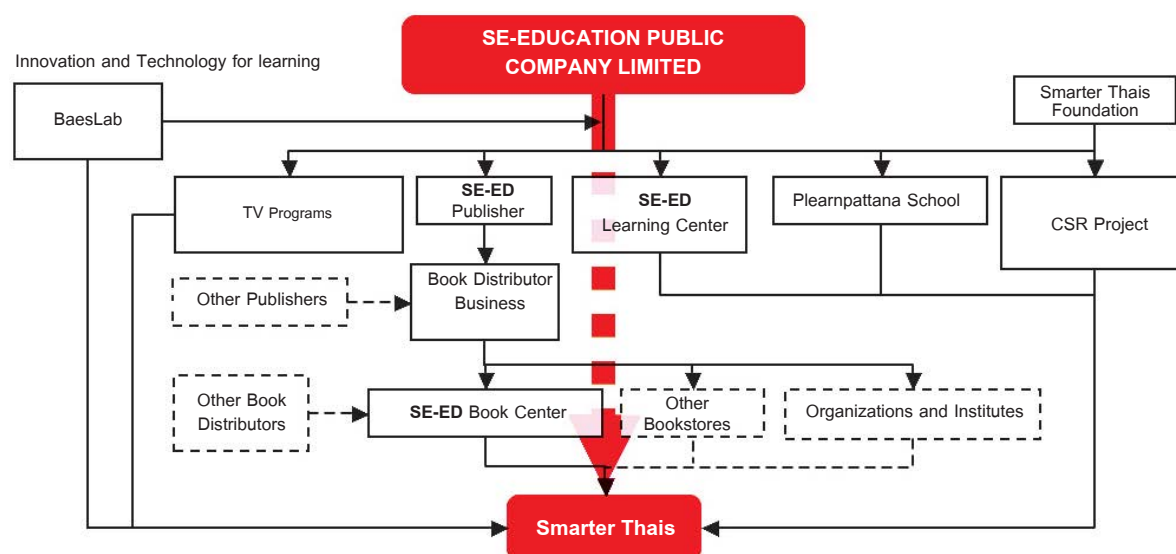 SE-EDUCATION PUBLIC
COMPANY LIMITED
Innovation and Technology for learning
BaesLab
Smarter Thais
Foundation
TV Programs
SE-ED
Publisher
SE-ED
Learning Center
Plearnpattana School
CSR Project
Other Publishers
Book Distributor
Business
Other Book
Distributors
SE-ED Book Center
Other
Bookstores
Organizations and Institutes
Smarter Thais